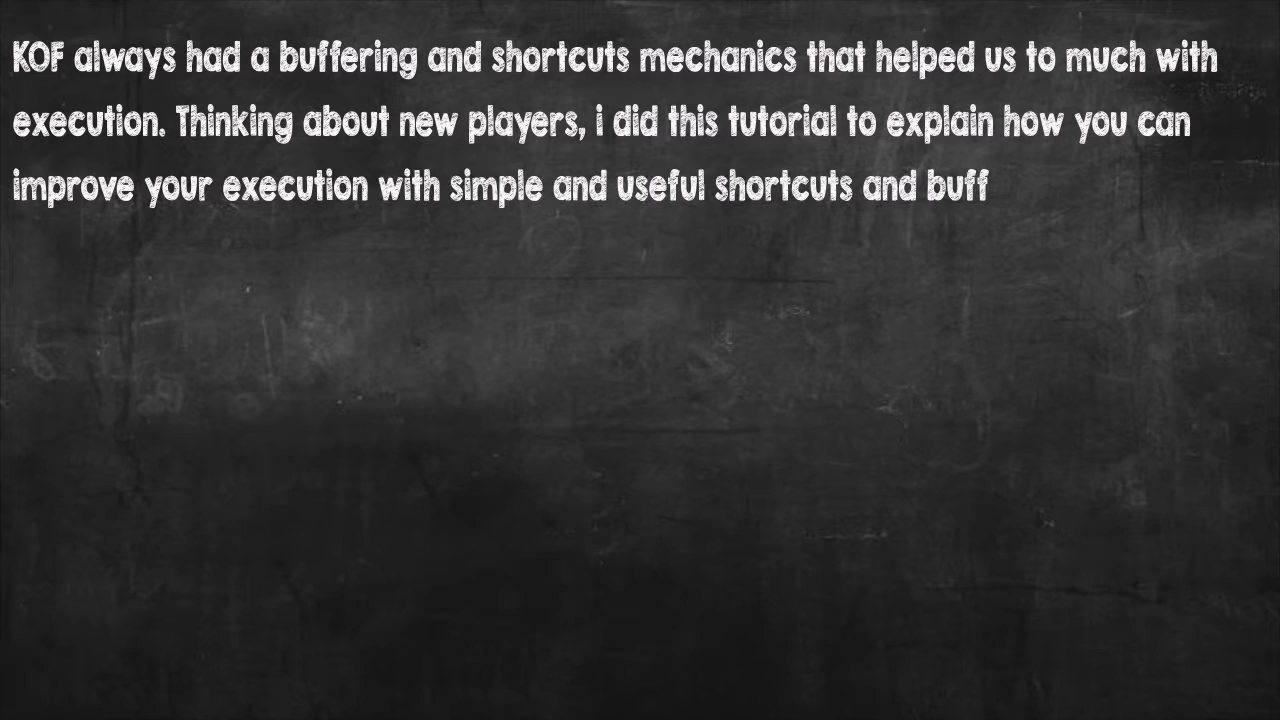 KOF always had a buffering and shortcuts mechanics that helped us to much with
execution. Thinking about new players, i did this tutorial to explain how you can
improve your execution with simple and useful shortcuts and buff